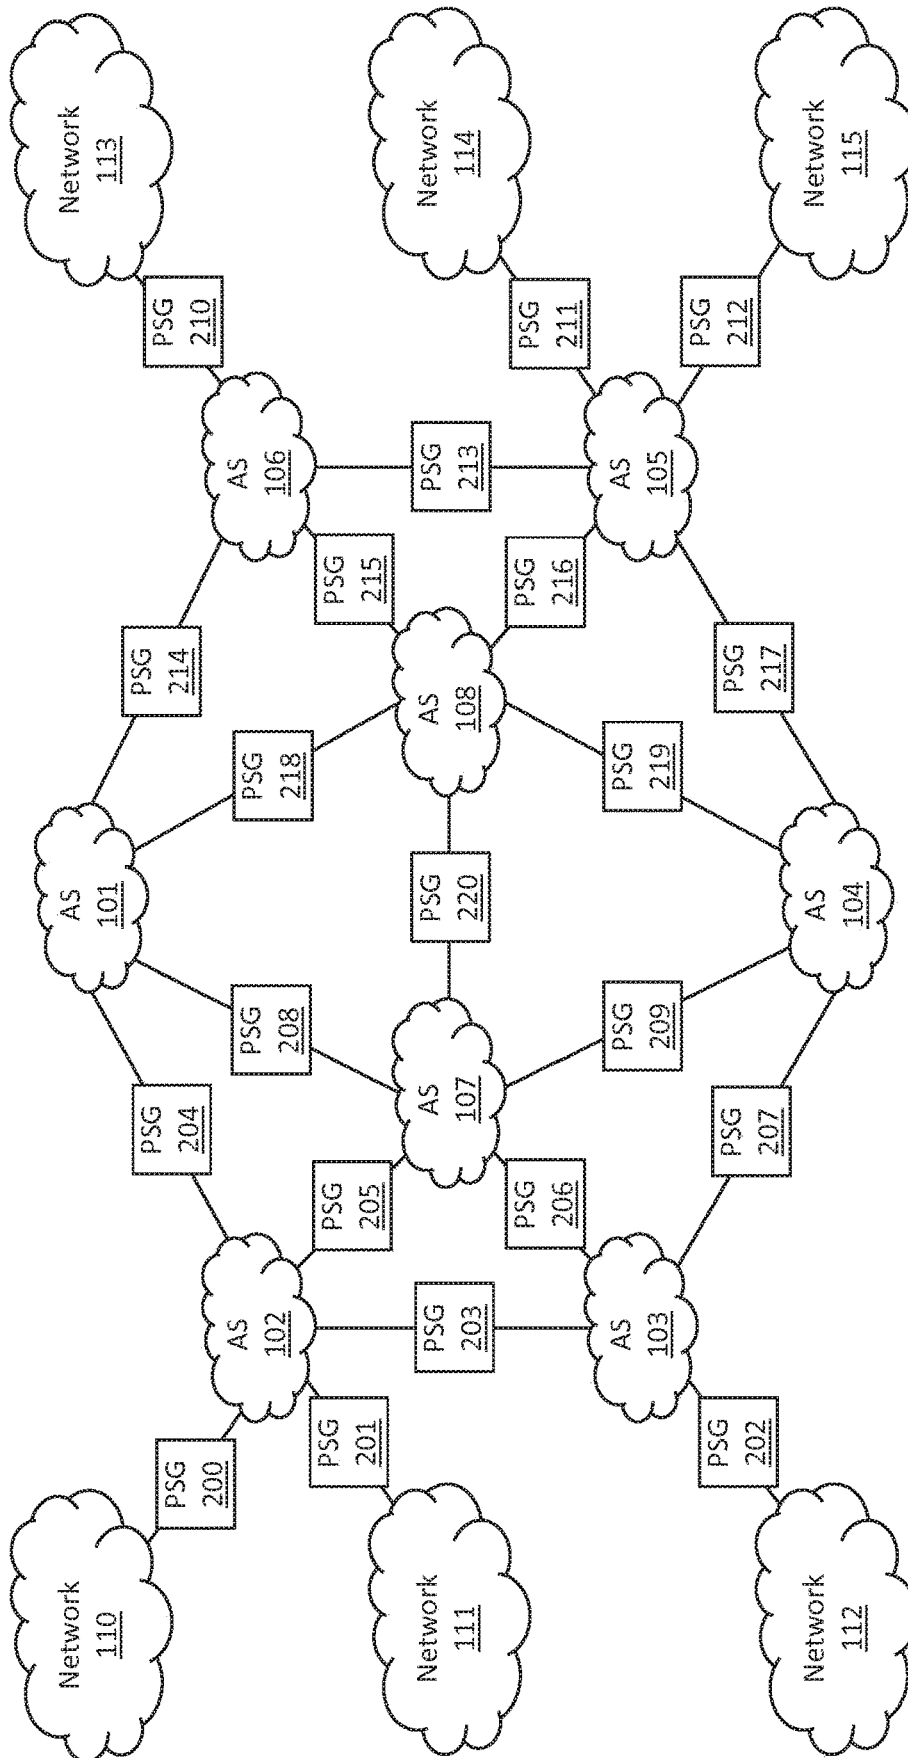 Network
110
AS
101
Network
113
PSG
200
PSG
204
PSG
214
PSG
210
AS
102
PSG
208
PSG
218
AS
106
PSG
201
PSG
205
PSG
215
Network
111
PSG
203
AS
107
PSG
220
AS
108
PSG
213
Network
114
PSG
206
PSG
216
PSG
211
AS
103
PSG
209
PSG
219
AS
105
PSG
202
PSG
207
PSG
217
PSG
212
Network
112
AS
104
Network
115